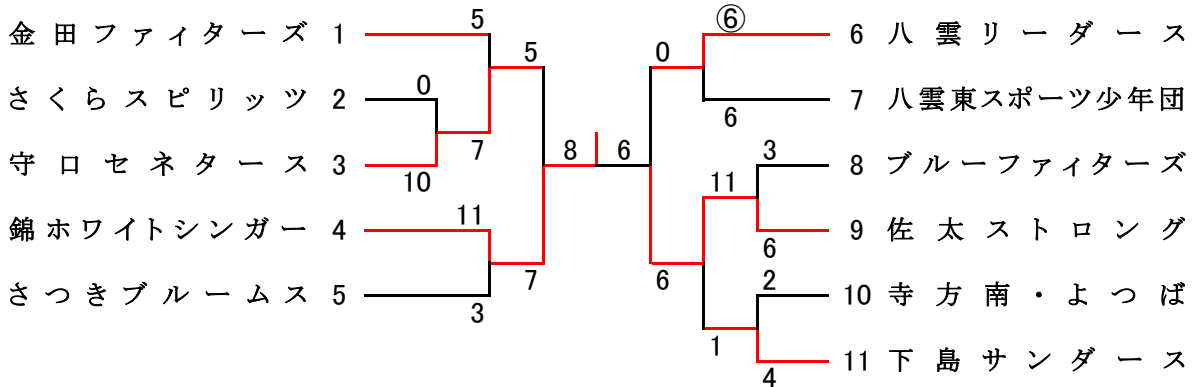 金田ファィターズ 1
さくらスピリッツ 2
守口セネタース 3
錦ホワイトシンガー 4
さつきブルームス 5
5
0
10
7
5
11
3
7
8
6
0
⑥
6
3
11
6
6
2
1
4
6 八雲リーダース
7 八雲東スポーツ少年団
8 ブルーファィターズ
9 佐太ストロング
10 寺方南・よつば
11 下島サンダース